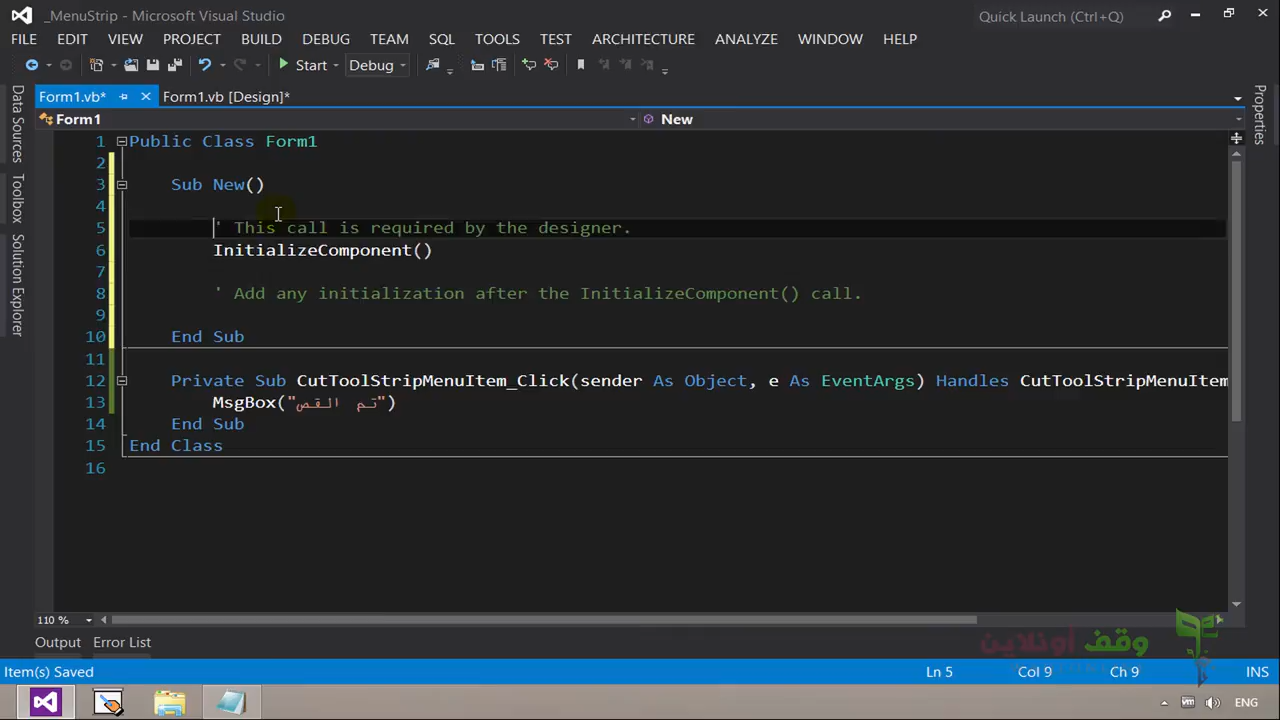 _MenuStrip - Microsoft Visual Studio
Quick Launch (Ctrl+Q)
FILE EDIT VIEW PROJECT BUILD DEBUG TEAM SQL TOOLS TEST ARCHITECTURE ANALYZE WINDOW HELP
Start Debug
Form1.vb* Form1.vb [Design]*
Form1 New
Data Sources
Toolbox
Solution Explorer
Properties
1 Public Class Form1
2
3 Sub New()
4
5 ' This call is required by the designer.
6 InitializeComponent()
7
8 ' Add any initialization after the InitializeComponent() call.
9
10 End Sub
11
12 Private Sub CutToolStripMenuItem_Click(sender As Object, e As EventArgs) Handles CutToolStripMenuItem
13 MsgBox("تم القص")
14 End Sub
15 End Class
16
110 %
Output Error List
وقف أونلاين
Item(s) Saved Ln 5 Col 9 Ch 9 INS
ENG